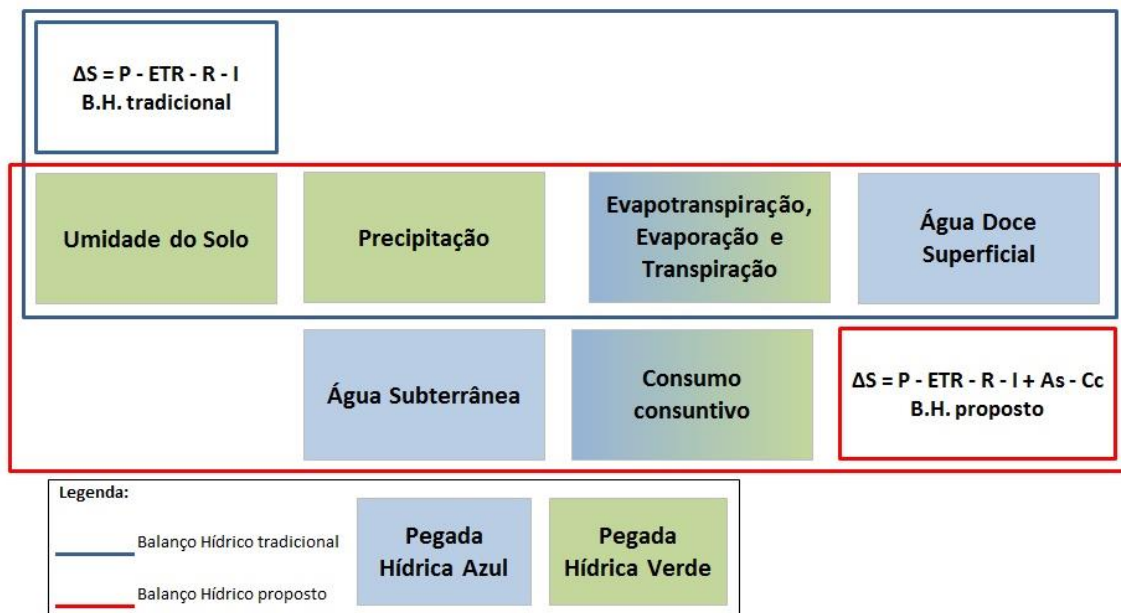 ΔS = P - ETR - R - I
B.H. tradicional
Umidade do Solo
Precipitação
Evapotranspiração,
Evaporação e
Transpiração
Água Doce
Superficial
Água Subterrânea
Consumo
consuntivo
ΔS = P - ETR - R - I + As - Cc
B.H. proposto
Legenda:
Balanço Hídrico tradicional
Balanço Hídrico proposto
Pegada
Hídrica Azul
Pegada
Hídrica Verde